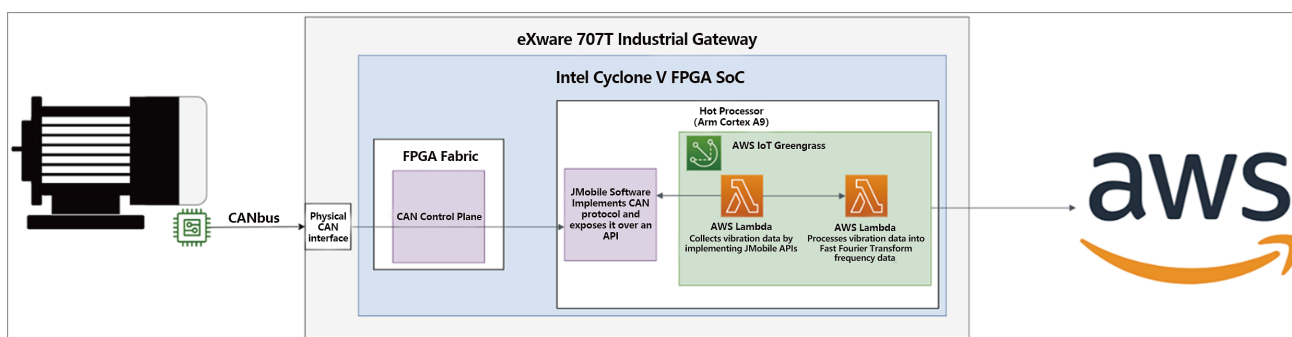 eXware 707T Industrial Gateway
Intel Cyclone V FPGA SoC
Hot Processor
(Arm Cortex A9)
AWS IoT Greengrass
FPGA Fabric
CAN Control Plane
CANbus
Physical
CAN
interface
JMobile Software
Implements CAN
protocol and
exposes it over an
API
AWS Lambda
Collects vibration data by
implementing JMobile APIs
AWS Lambda
Processes vibration data into
Fast Fourier Transform
frequency data
aws